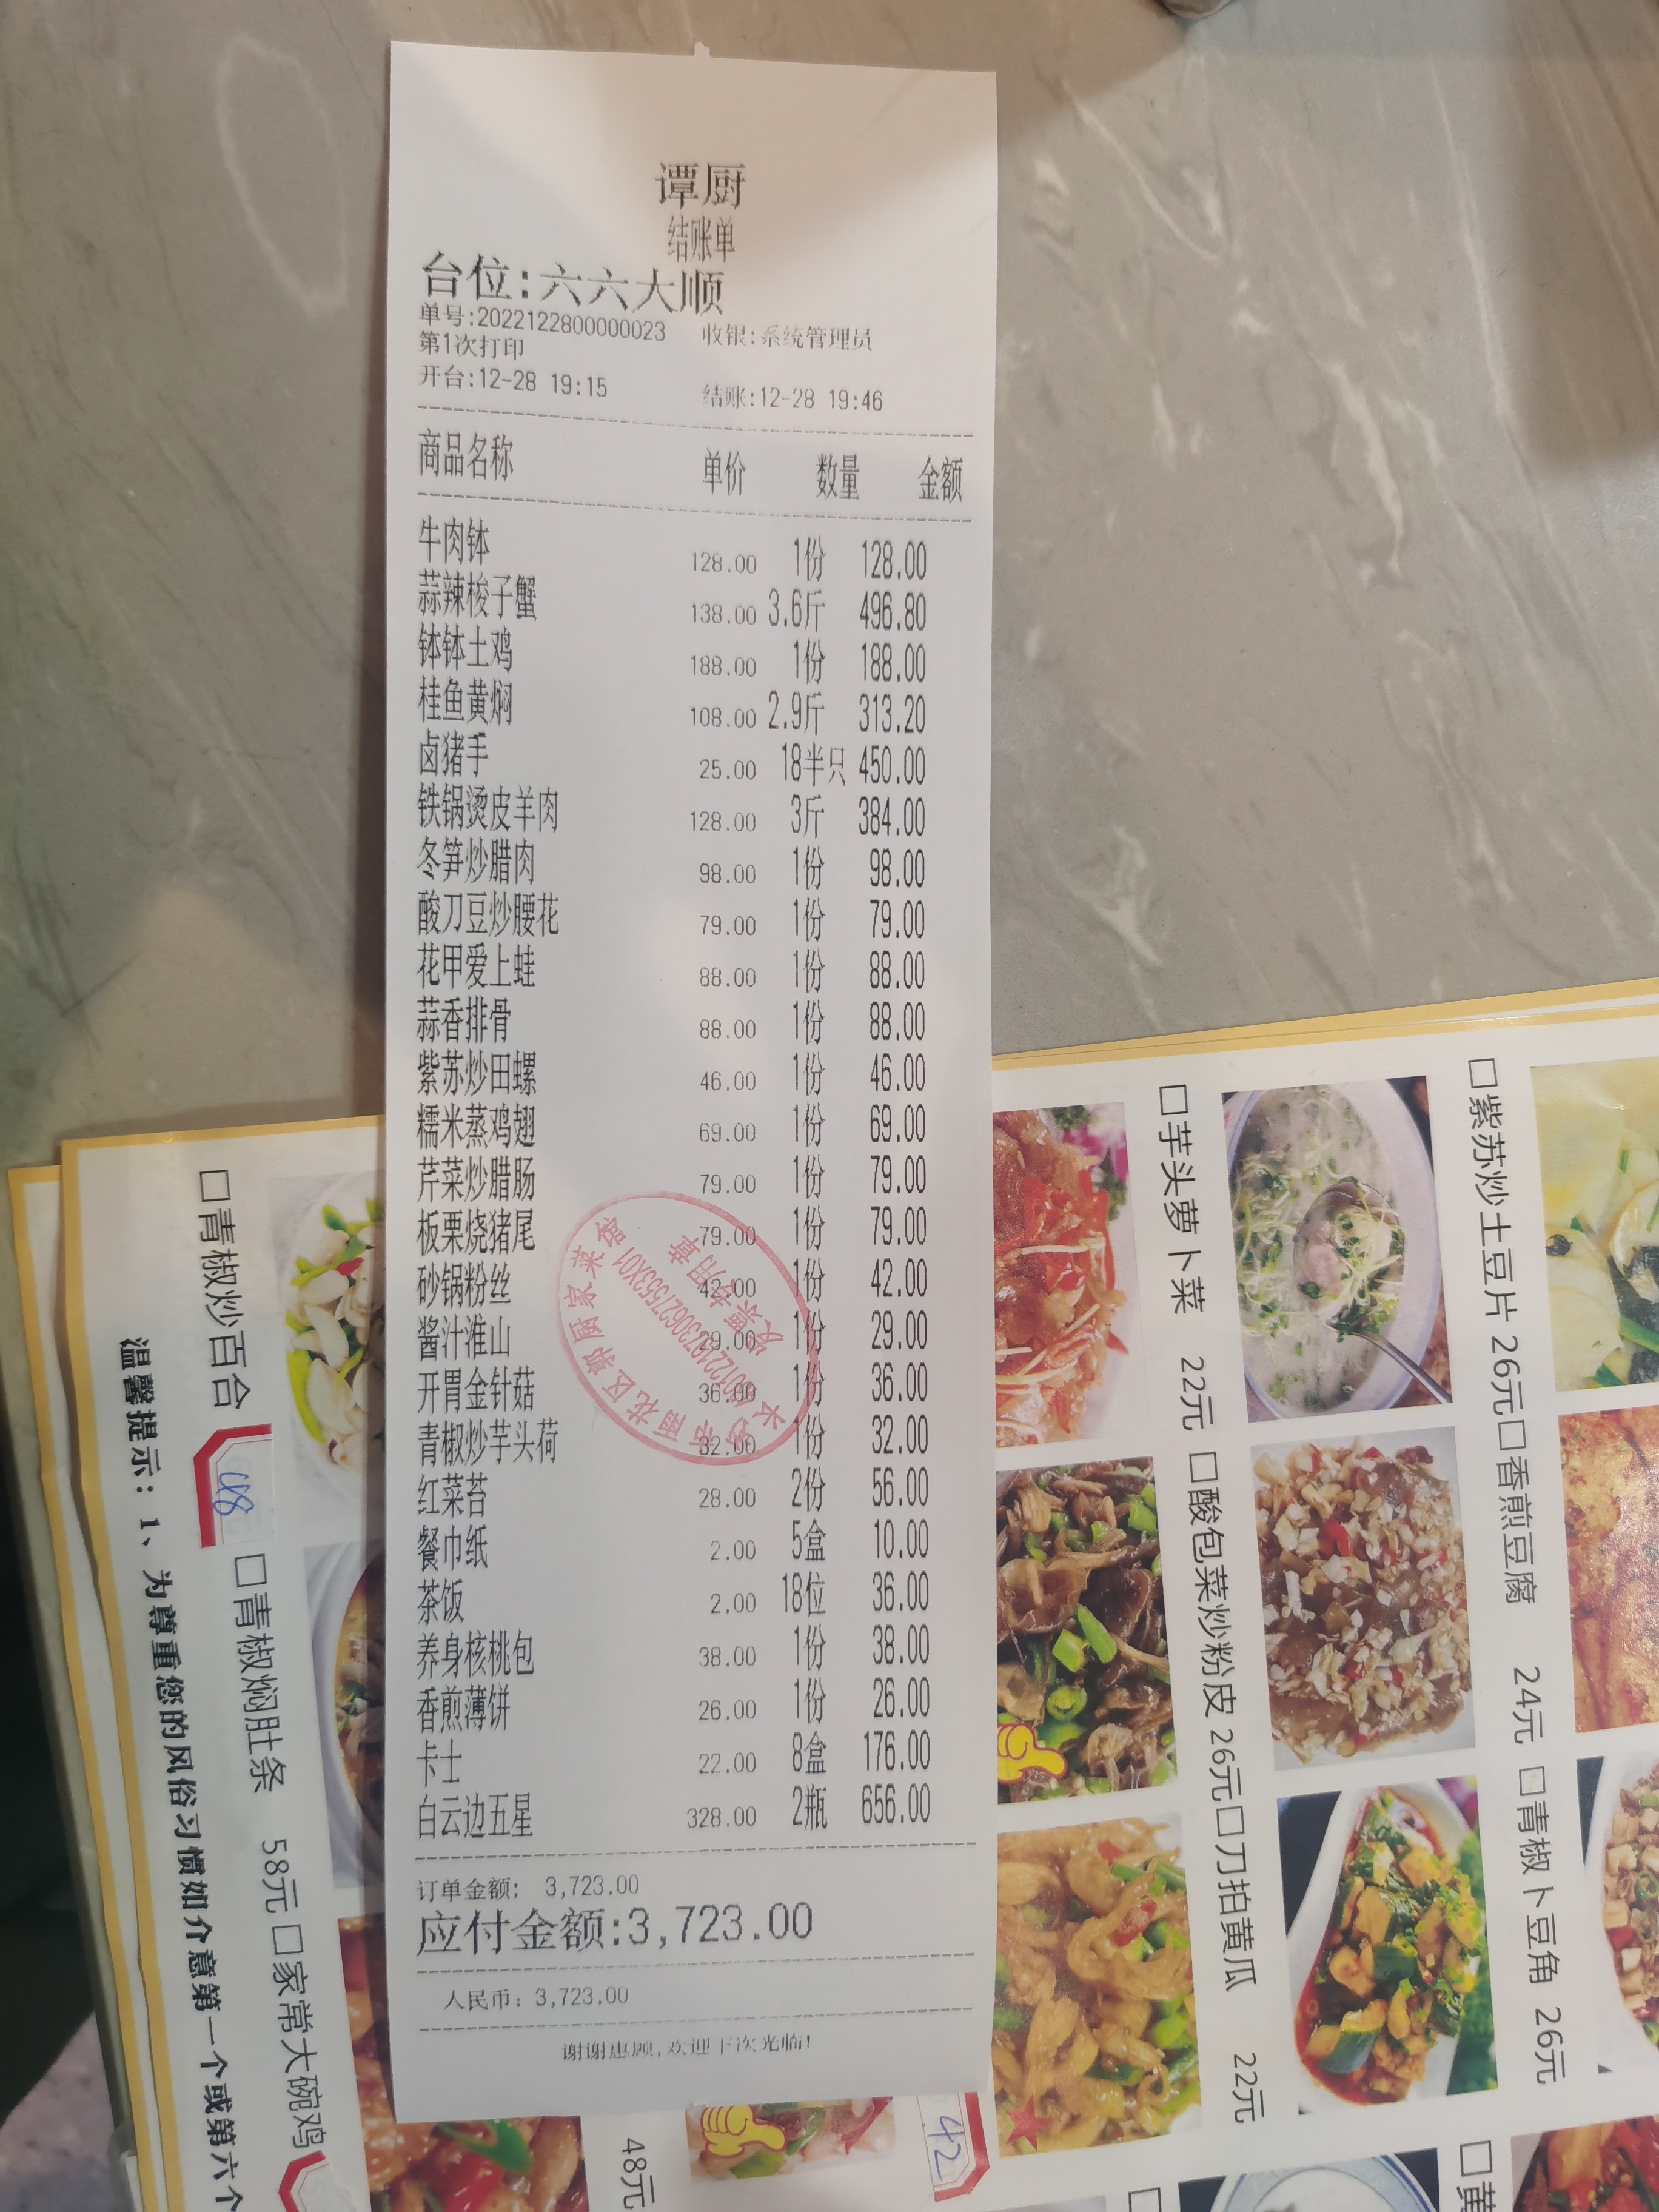 谭厨
结账单
台位:六六大顺
单号:2022122800000023 收银:系统管理员
第1次打印
开台:12-28 19:15 结账:12-28 19:46
商品名称 单价 数量 金额
牛肉钵 128.00 1份 128.00
蒜辣梭子蟹 138.00 3.6斤 496.80
钵钵土鸡 188.00 1份 188.00
桂鱼黄焖 108.00 2.9斤 313.20
卤猪手 25.00 18半只 450.00
铁锅烫皮羊肉 128.00 3斤 384.00
冬笋炒腊肉 98.00 1份 98.00
酸刀豆炒腰花 79.00 1份 79.00
花甲爱上蛙 88.00 1份 88.00
蒜香排骨 88.00 1份 88.00
紫苏炒田螺 46.00 1份 46.00
糯米蒸鸡翅 69.00 1份 69.00
芹菜炒腊肠 79.00 1份 79.00
板栗烧猪尾 79.00 1份 79.00
砂锅粉丝 42.00 1份 42.00
酱汁淮山 29.00 1份 29.00
开胃金针菇 36.00 1份 36.00
青椒炒芋头荷 32.00 1份 32.00
红菜苔 28.00 2份 56.00
餐巾纸 2.00 5盒 10.00
茶饭 2.00 18位 36.00
养身核桃包 38.00 1份 38.00
香煎薄饼 26.00 1份 26.00
卡士 22.00 8盒 176.00
白云边五星 328.00 2瓶 656.00
订单金额: 3,723.00
应付金额:3,723.00
人民币: 3,723.00
谢谢惠顾,欢迎下次光临!
发票专用章
□紫苏炒土豆片 26元 □香煎豆腐 24元 □青椒卜豆角 26元
□芋头萝卜菜 22元 □酸包菜炒粉皮 26元 □刀拍黄瓜 22元
□青椒炒百合 48 □青椒焖肚条 58元 □家常大碗鸡
48元
42
温馨提示: 1、为尊重您的风俗习惯如介意第一个或第六个